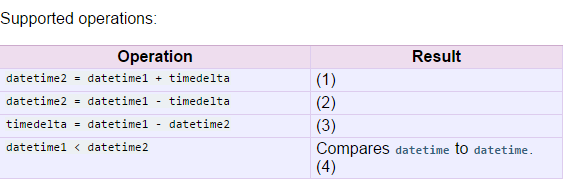 Supported operations:
Operation Result
datetime2 = datetime1 + timedelta (1)
datetime2 = datetime1 - timedelta (2)
timedelta = datetime1 - datetime2 (3)
datetime1 < datetime2 Compares datetime to datetime.
(4)